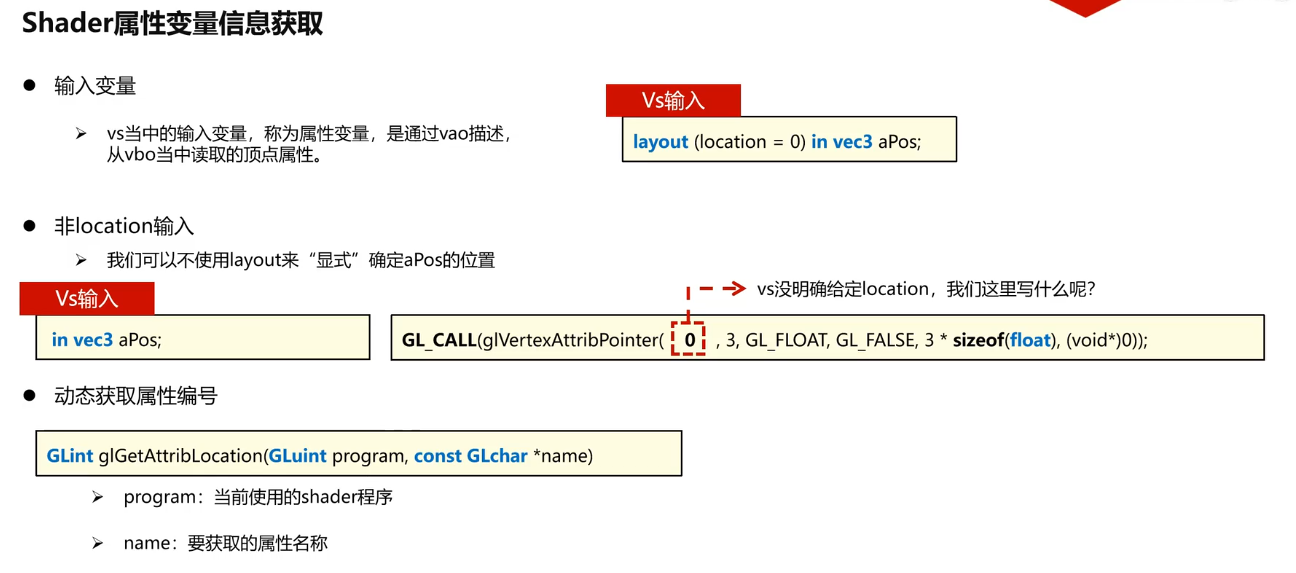 Shader属性变量信息获取
● 输入变量
➢ vs当中的输入变量，称为属性变量，是通过vao描述，
从vbo当中读取的顶点属性。
Vs输入
layout (location = 0) in vec3 aPos;
● 非location输入
➢ 我们可以不使用layout来“显式”确定aPos的位置
vs没明确给定location，我们这里写什么呢？
Vs输入
in vec3 aPos;
GL_CALL(glVertexAttribPointer( 0 , 3, GL_FLOAT, GL_FALSE, 3 * sizeof(float), (void*)0));
● 动态获取属性编号
GLint glGetAttribLocation(GLuint program, const GLchar *name)
➢ program：当前使用的shader程序
➢ name：要获取的属性名称